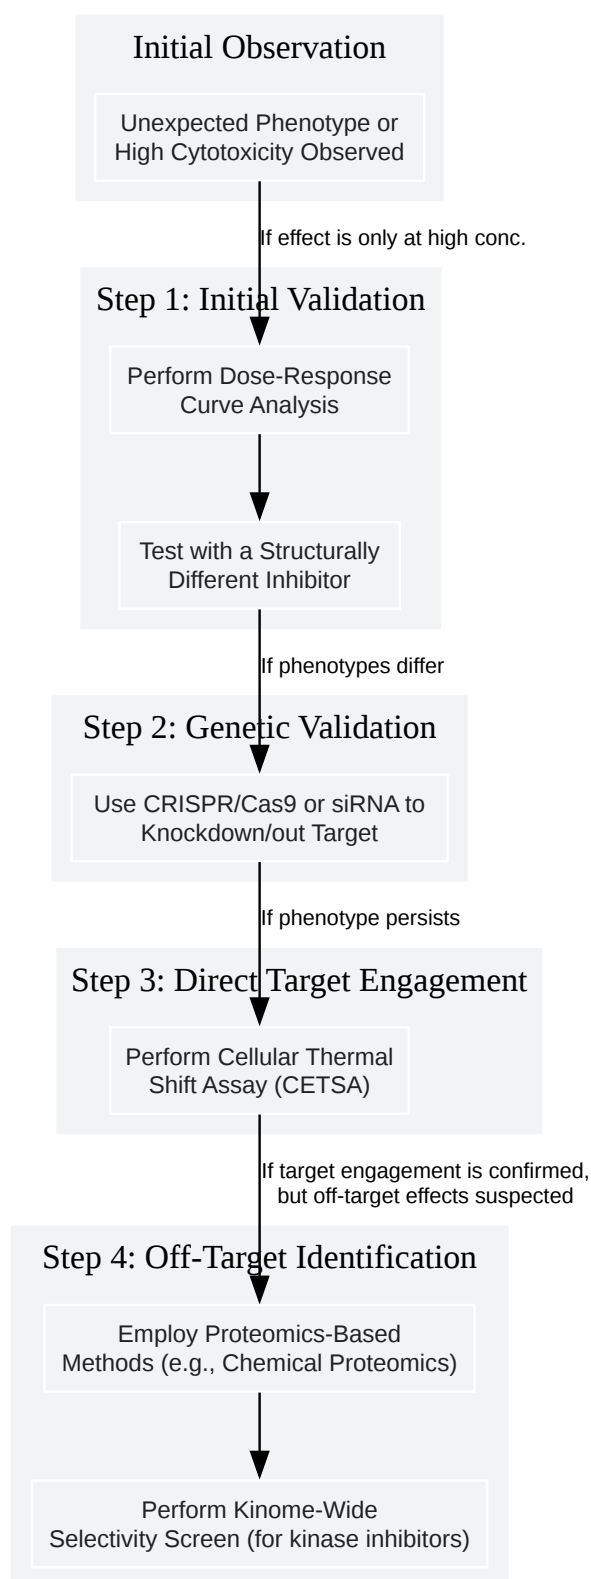 Initial Observation
Unexpected Phenotype or
High Cytotoxicity Observed
If effect is only at high conc.
Step 1: Initial Validation
Perform Dose-Response
Curve Analysis
Test with a Structurally
Different Inhibitor
If phenotypes differ
Step 2: Genetic Validation
Use CRISPR/Cas9 or siRNA to
Knockdown/out Target
If phenotype persists
Step 3: Direct Target Engagement
Perform Cellular Thermal
Shift Assay (CETSA)
If target engagement is confirmed,
but off-target effects suspected
Step 4: Off-Target Identification
Employ Proteomics-Based
Methods (e.g., Chemical Proteomics)
Perform Kinome-Wide
Selectivity Screen (for kinase inhibitors)